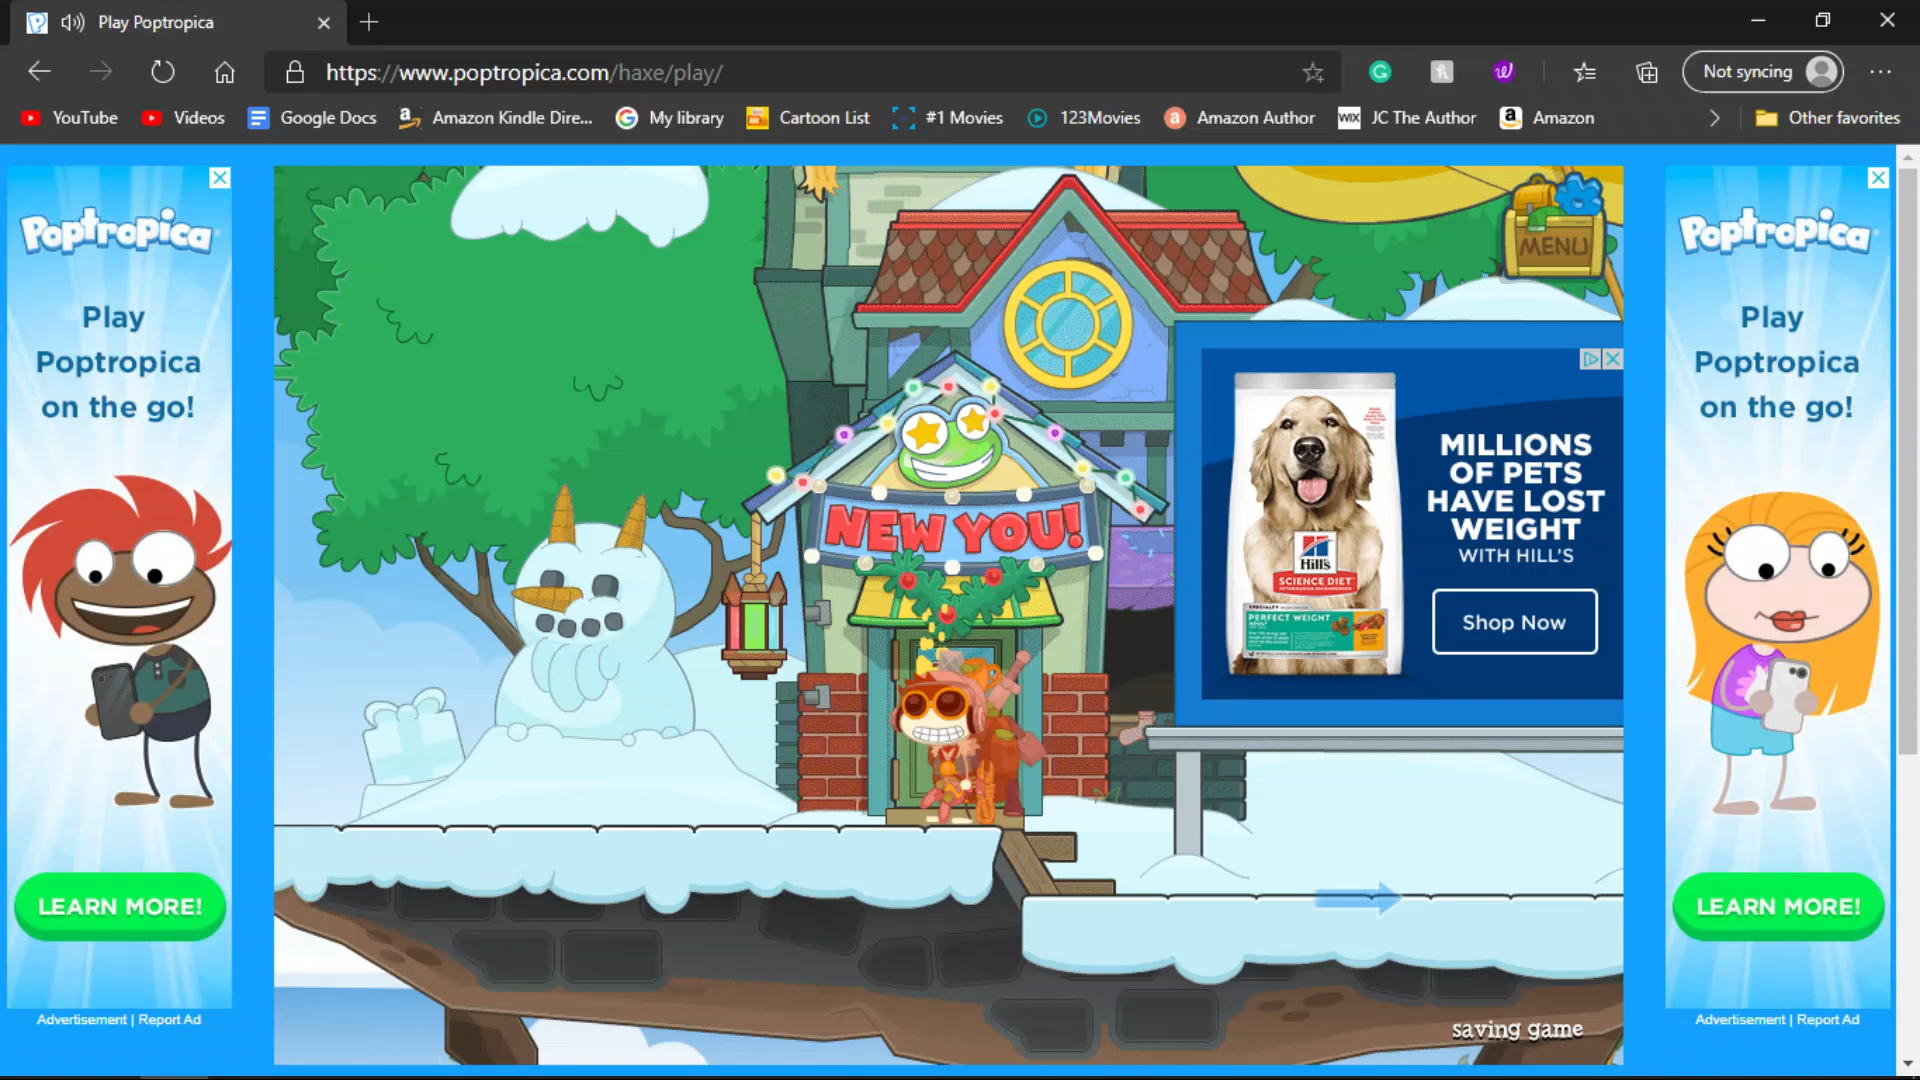 Play Poptropica
https://www.poptropica.com/haxe/play/
Not syncing
YouTube
Videos
Google Docs
Amazon Kindle Dire...
My library
Cartoon List
#1 Movies
123Movies
Amazon Author
WIX
JC The Author
Amazon
Other favorites
Poptropica
Play
Poptropica
on the go!
LEARN MORE!
Advertisement | Report Ad
MENU
NEW YOU!
Hill's
SCIENCE DIET
SPECIALTY
PERFECT WEIGHT
MILLIONS
OF PETS
HAVE LOST
WEIGHT
WITH HILL'S
Shop Now
saving game
Poptropica
Play
Poptropica
on the go!
LEARN MORE!
Advertisement | Report Ad